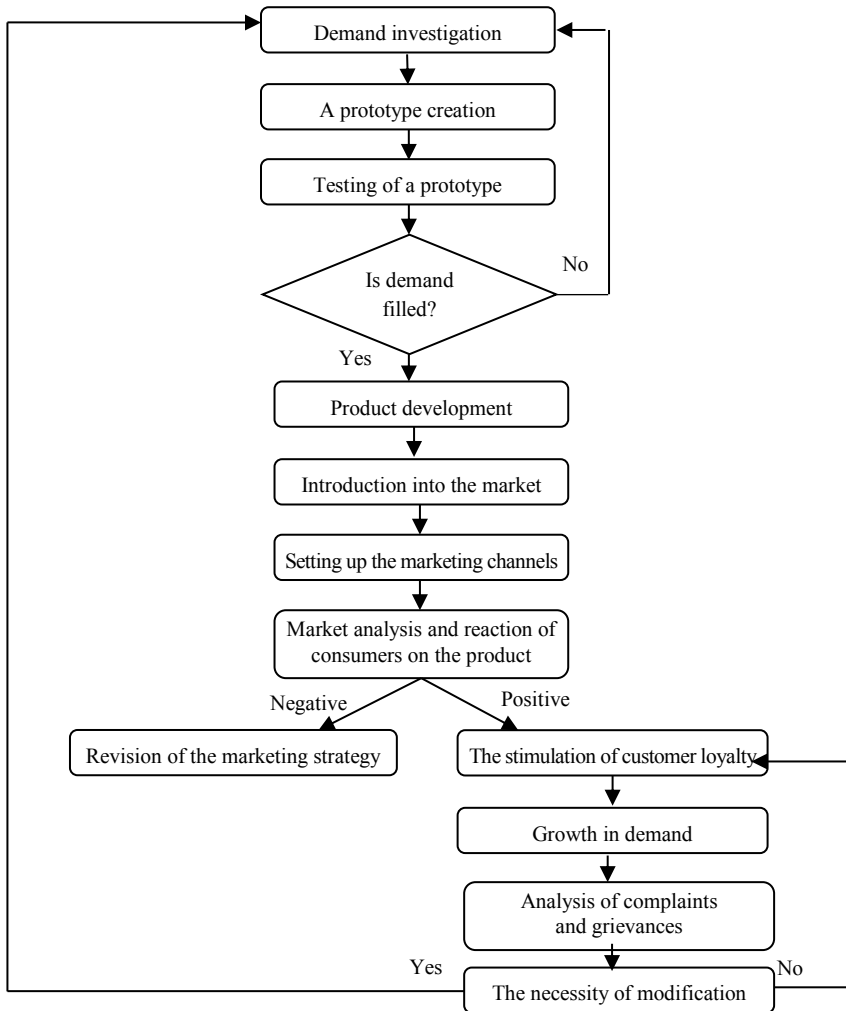 Demand investigation
A prototype creation
Testing of a prototype
Is demand
filled?
No
Yes
Product development
Introduction into the market
Setting up the marketing channels
Market analysis and reaction of
consumers on the product
Negative
Positive
Revision of the marketing strategy
The stimulation of customer loyalty
Growth in demand
Analysis of complaints
and grievances
Yes
No
The necessity of modification